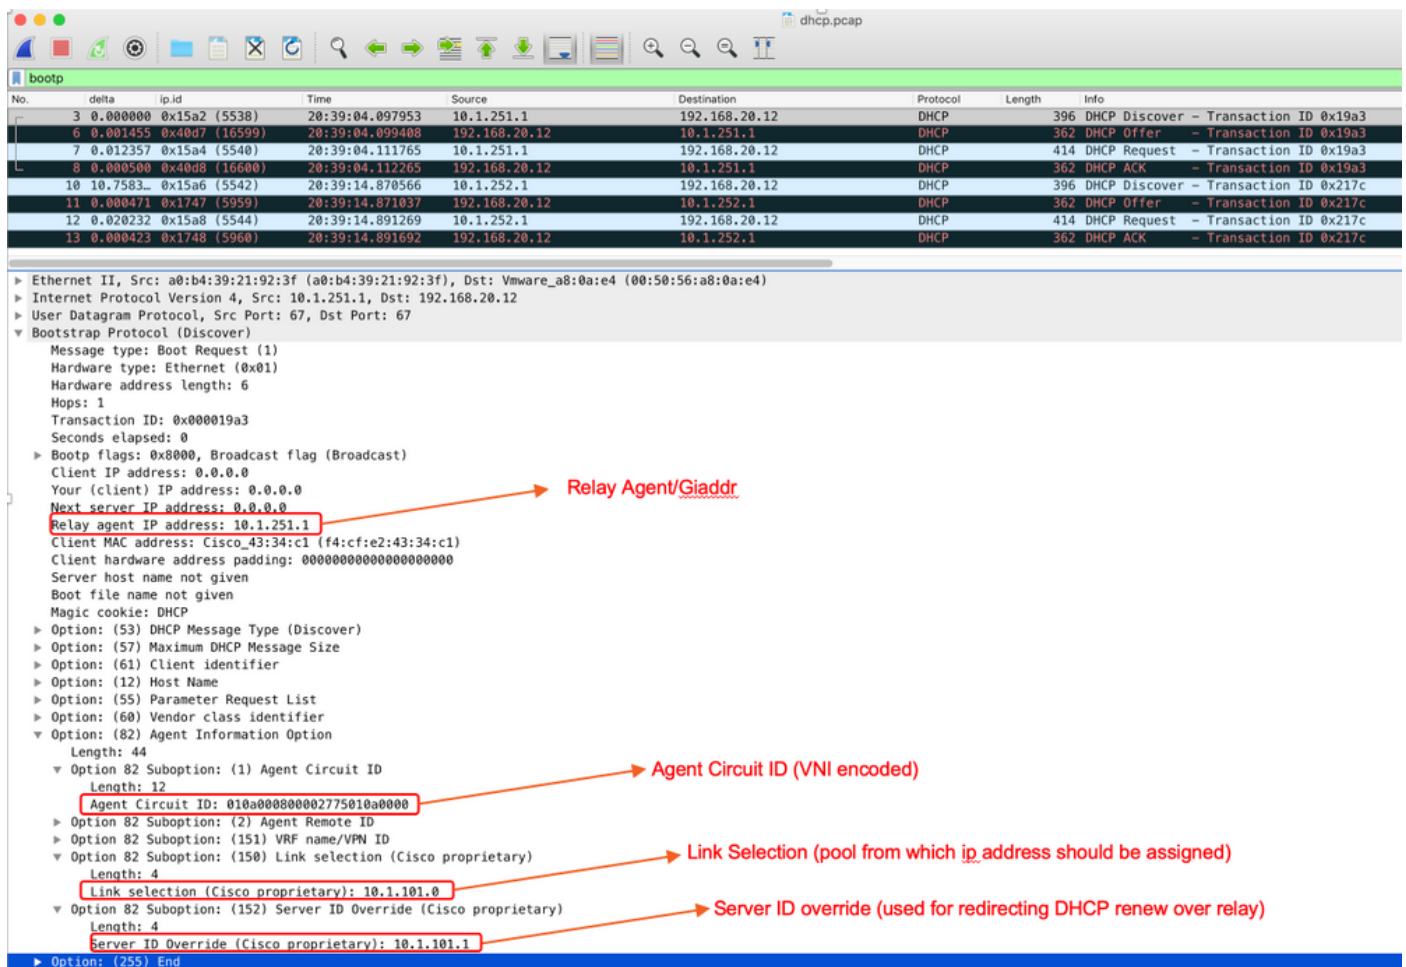 dhcp.pcap
bootp
No. delta ip.id Time Source Destination Protocol Length Info
3 0.000000 0x15a2 (5538) 20:39:04.097953 10.1.251.1 192.168.20.12 DHCP 396 DHCP Discover – Transaction ID 0x19a3
6 0.001455 0x40d7 (16599) 20:39:04.099408 192.168.20.12 10.1.251.1 DHCP 362 DHCP Offer – Transaction ID 0x19a3
7 0.012357 0x15a4 (5540) 20:39:04.111765 10.1.251.1 192.168.20.12 DHCP 414 DHCP Request – Transaction ID 0x19a3
8 0.000500 0x40d8 (16600) 20:39:04.112265 192.168.20.12 10.1.251.1 DHCP 362 DHCP ACK – Transaction ID 0x19a3
10 10.7583… 0x15a6 (5542) 20:39:14.870566 10.1.252.1 192.168.20.12 DHCP 396 DHCP Discover – Transaction ID 0x217c
11 0.000471 0x1747 (5959) 20:39:14.871037 192.168.20.12 10.1.252.1 DHCP 362 DHCP Offer – Transaction ID 0x217c
12 0.020232 0x15a8 (5544) 20:39:14.891269 10.1.252.1 192.168.20.12 DHCP 414 DHCP Request – Transaction ID 0x217c
13 0.000423 0x1748 (5960) 20:39:14.891692 192.168.20.12 10.1.252.1 DHCP 362 DHCP ACK – Transaction ID 0x217c
Ethernet II, Src: a0:b4:39:21:92:3f (a0:b4:39:21:92:3f), Dst: Vmware_a8:0a:e4 (00:50:56:a8:0a:e4)
Internet Protocol Version 4, Src: 10.1.251.1, Dst: 192.168.20.12
User Datagram Protocol, Src Port: 67, Dst Port: 67
Bootstrap Protocol (Discover)
Message type: Boot Request (1)
Hardware type: Ethernet (0x01)
Hardware address length: 6
Hops: 1
Transaction ID: 0x000019a3
Seconds elapsed: 0
Bootp flags: 0x8000, Broadcast flag (Broadcast)
Client IP address: 0.0.0.0
Your (client) IP address: 0.0.0.0
Relay Agent/Giaddr
Next server IP address: 0.0.0.0
Relay agent IP address: 10.1.251.1
Client MAC address: Cisco_43:34:c1 (f4:cf:e2:43:34:c1)
Client hardware address padding: 00000000000000000000
Server host name not given
Boot file name not given
Magic cookie: DHCP
Option: (53) DHCP Message Type (Discover)
Option: (57) Maximum DHCP Message Size
Option: (61) Client identifier
Option: (12) Host Name
Option: (55) Parameter Request List
Option: (60) Vendor class identifier
Option: (82) Agent Information Option
Length: 44
Option 82 Suboption: (1) Agent Circuit ID
Agent Circuit ID (VNI encoded)
Length: 12
Agent Circuit ID: 010a000800002775010a0000
Option 82 Suboption: (2) Agent Remote ID
Option 82 Suboption: (151) VRF name/VPN ID
Option 82 Suboption: (150) Link selection (Cisco proprietary)
Link Selection (pool from which ip address should be assigned)
Length: 4
Link selection (Cisco proprietary): 10.1.101.0
Option 82 Suboption: (152) Server ID Override (Cisco proprietary)
Server ID override (used for redirecting DHCP renew over relay)
Length: 4
Server ID Override (Cisco proprietary): 10.1.101.1
Option: (255) End